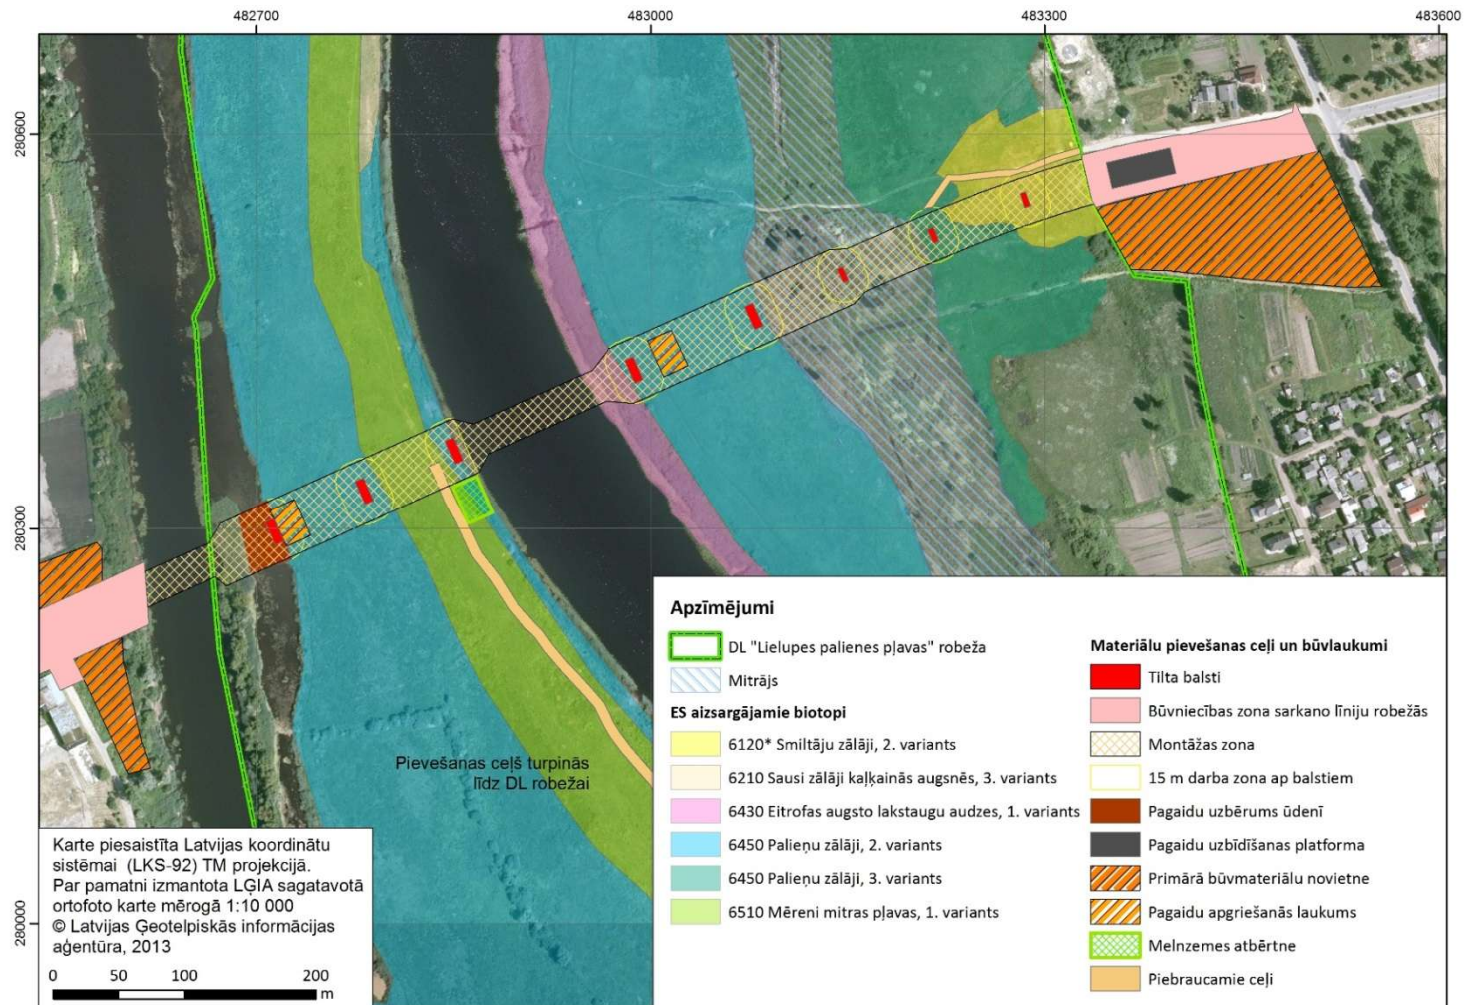 482700
483000
483300
483600
280600
280300
280000
Pievešanas ceļš turpinās
līdz DL robežai
Karte piesaistīta Latvijas koordinātu
sistēmai (LKS-92) TM projekcijā.
Par pamatni izmantota LĢIA sagatavotā
ortofoto karte mērogā 1:10 000
© Latvijas Ģeotelpiskās informācijas
aģentūra, 2013
0 50 100 200
m
Apzīmējumi
DL "Lielupes palienes pļavas" robeža
Mitrājs
ES aizsargājamie biotopi
6120* Smiltāju zālāji, 2. variants
6210 Sausi zālāji kaļķainās augsnēs, 3. variants
6430 Eitrofas augsto lakstaugu audzes, 1. variants
6450 Palieņu zālāji, 2. variants
6450 Palieņu zālāji, 3. variants
6510 Mēreni mitras pļavas, 1. variants
Materiālu pievešanas ceļi un būvlaukumi
Tilta balsti
Būvniecības zona sarkano līniju robežās
Montāžas zona
15 m darba zona ap balstiem
Pagaidu uzbērums ūdenī
Pagaidu uzbīdīšanas platforma
Primārā būvmateriālu novietne
Pagaidu apgriešanās laukums
Melnzemes atbērtne
Piebraucamie ceļi